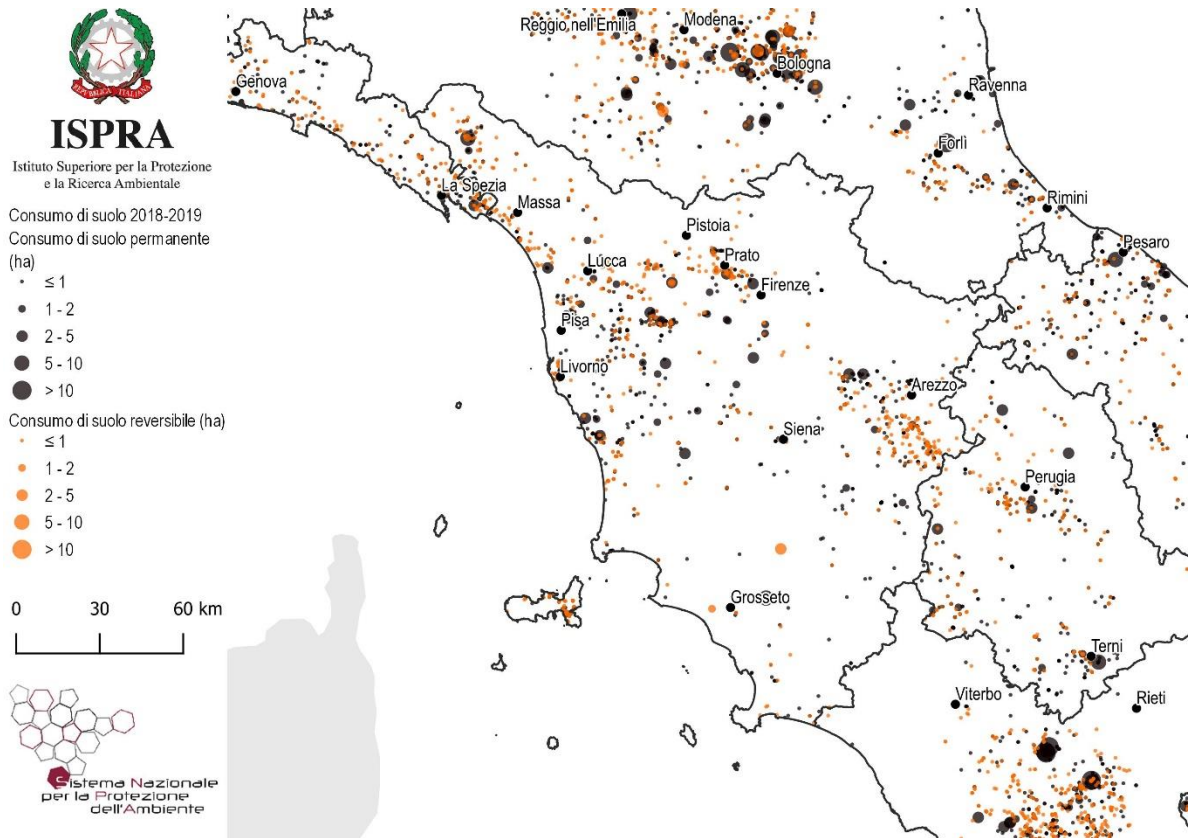 REPVBBLICA ITALIANA
ISPRA
Istituto Superiore per la Protezione
e la Ricerca Ambientale
Consumo di suolo 2018-2019
Consumo di suolo permanente
(ha)
≤ 1
1 - 2
2 - 5
5 - 10
> 10
Consumo di suolo reversibile (ha)
≤ 1
1 - 2
2 - 5
5 - 10
> 10
0 30 60 km
Sistema Nazionale
per la Protezione
dell'Ambiente
Reggio nell'Emilia
Modena
Bologna
Genova
Ravenna
Forlì
La Spezia
Massa
Rimini
Pistoia
Pesaro
Lucca
Prato
Firenze
Pisa
Livorno
Arezzo
Siena
Perugia
Grosseto
Terni
Viterbo
Rieti